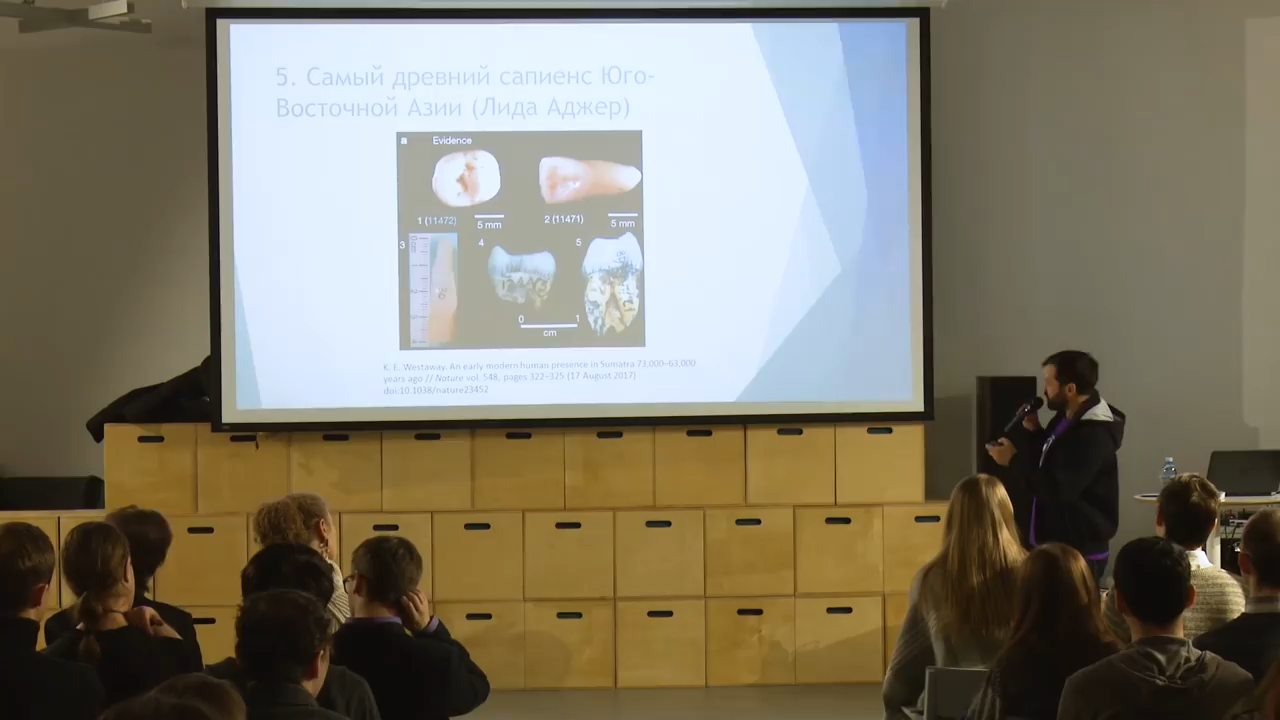 5. Самый древний сапиенс Юго-
Восточной Азии (Лида Аджер)
a Evidence
1 (11472)
5 mm
2 (11471)
5 mm
3
4
5
0 1
cm
K. E. Westaway. An early modern human presence in Sumatra 73,000–63,000
years ago // Nature vol. 548, pages 322–325 (17 August 2017)
doi:10.1038/nature23452